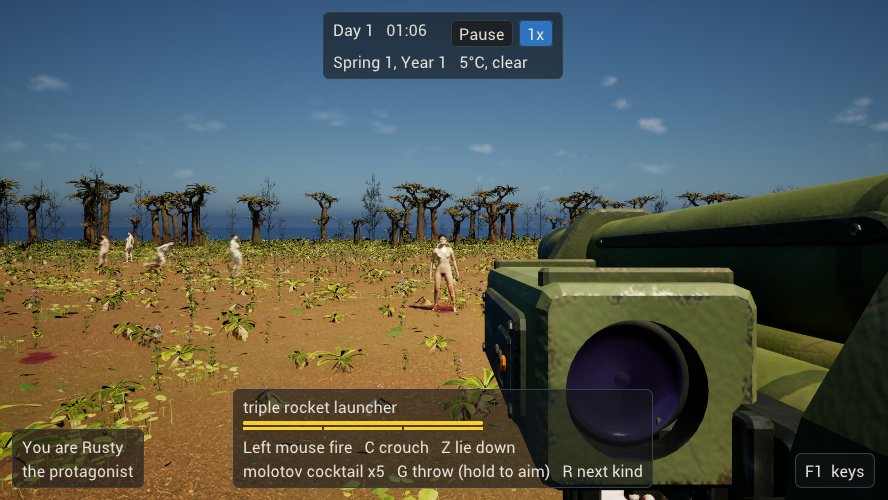 Day 1 01:06 Pause 1x
Spring 1, Year 1 5°C, clear
triple rocket launcher
Left mouse fire C crouch Z lie down
molotov cocktail x5 G throw (hold to aim) R next kind
You are Rusty
the protagonist
F1 keys